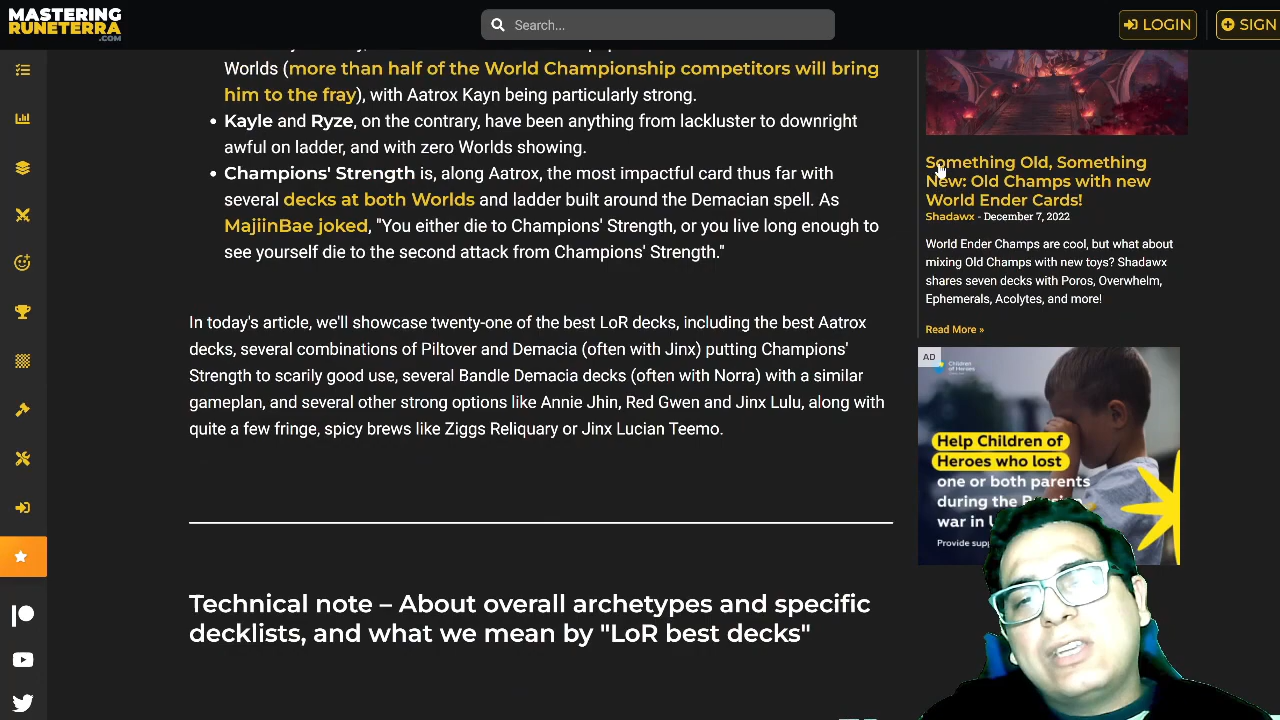 MASTERING
RUNETERRA
.COM
Search...
LOGIN
SIGN
Worlds (more than half of the World Championship competitors will bring
him to the fray), with Aatrox Kayn being particularly strong.
• Kayle and Ryze, on the contrary, have been anything from lackluster to downright
awful on ladder, and with zero Worlds showing.
• Champions' Strength is, along Aatrox, the most impactful card thus far with
several decks at both Worlds and ladder built around the Demacian spell. As
MajiinBae joked, "You either die to Champions' Strength, or you live long enough to
see yourself die to the second attack from Champions' Strength."
In today's article, we'll showcase twenty-one of the best LoR decks, including the best Aatrox
decks, several combinations of Piltover and Demacia (often with Jinx) putting Champions'
Strength to scarily good use, several Bandle Demacia decks (often with Norra) with a similar
gameplan, and several other strong options like Annie Jhin, Red Gwen and Jinx Lulu, along with
quite a few fringe, spicy brews like Ziggs Reliquary or Jinx Lucian Teemo.
Technical note – About overall archetypes and specific
decklists, and what we mean by "LoR best decks"
Something Old, Something
New: Old Champs with new
World Ender Cards!
Shadawx - December 7, 2022
World Ender Champs are cool, but what about
mixing Old Champs with new toys? Shadawx
shares seven decks with Poros, Overwhelm,
Ephemerals, Acolytes, and more!
Read More »
AD
Children of
Heroes
Help Children of
Heroes who lost
one or both parents
during the
war in